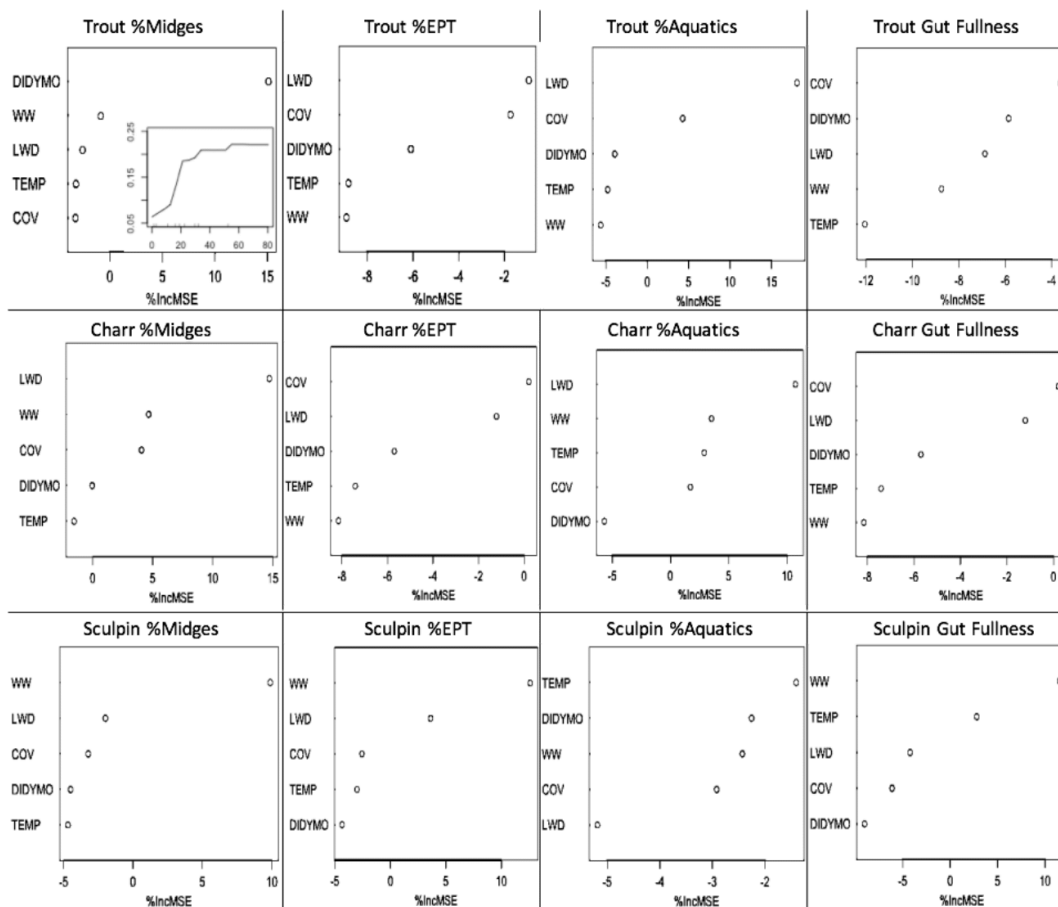 Trout %Midges
DIDYMO
WW
LWD
TEMP
COV
0.25
0.15
0.05
0 20 40 60 80
0 5 10 15
%IncMSE
Trout %EPT
LWD
COV
DIDYMO
TEMP
WW
-8 -6 -4 -2
%IncMSE
Trout %Aquatics
LWD
COV
DIDYMO
TEMP
WW
-5 0 5 10 15
%IncMSE
Trout Gut Fullness
COV
DIDYMO
LWD
WW
TEMP
-12 -10 -8 -6 -4
%IncMSE
Charr %Midges
LWD
WW
COV
DIDYMO
TEMP
0 5 10 15
%IncMSE
Charr %EPT
COV
LWD
DIDYMO
TEMP
WW
-8 -6 -4 -2 0
%IncMSE
Charr %Aquatics
LWD
WW
TEMP
COV
DIDYMO
-5 0 5 10
%IncMSE
Charr Gut Fullness
COV
LWD
DIDYMO
TEMP
WW
-8 -6 -4 -2 0
%IncMSE
Sculpin %Midges
WW
LWD
COV
DIDYMO
TEMP
-5 0 5 10
%IncMSE
Sculpin %EPT
WW
LWD
COV
TEMP
DIDYMO
-5 0 5 10
%IncMSE
Sculpin %Aquatics
TEMP
DIDYMO
WW
COV
LWD
-5 -4 -3 -2
%IncMSE
Sculpin Gut Fullness
WW
TEMP
LWD
COV
DIDYMO
-5 0 5 10
%IncMSE